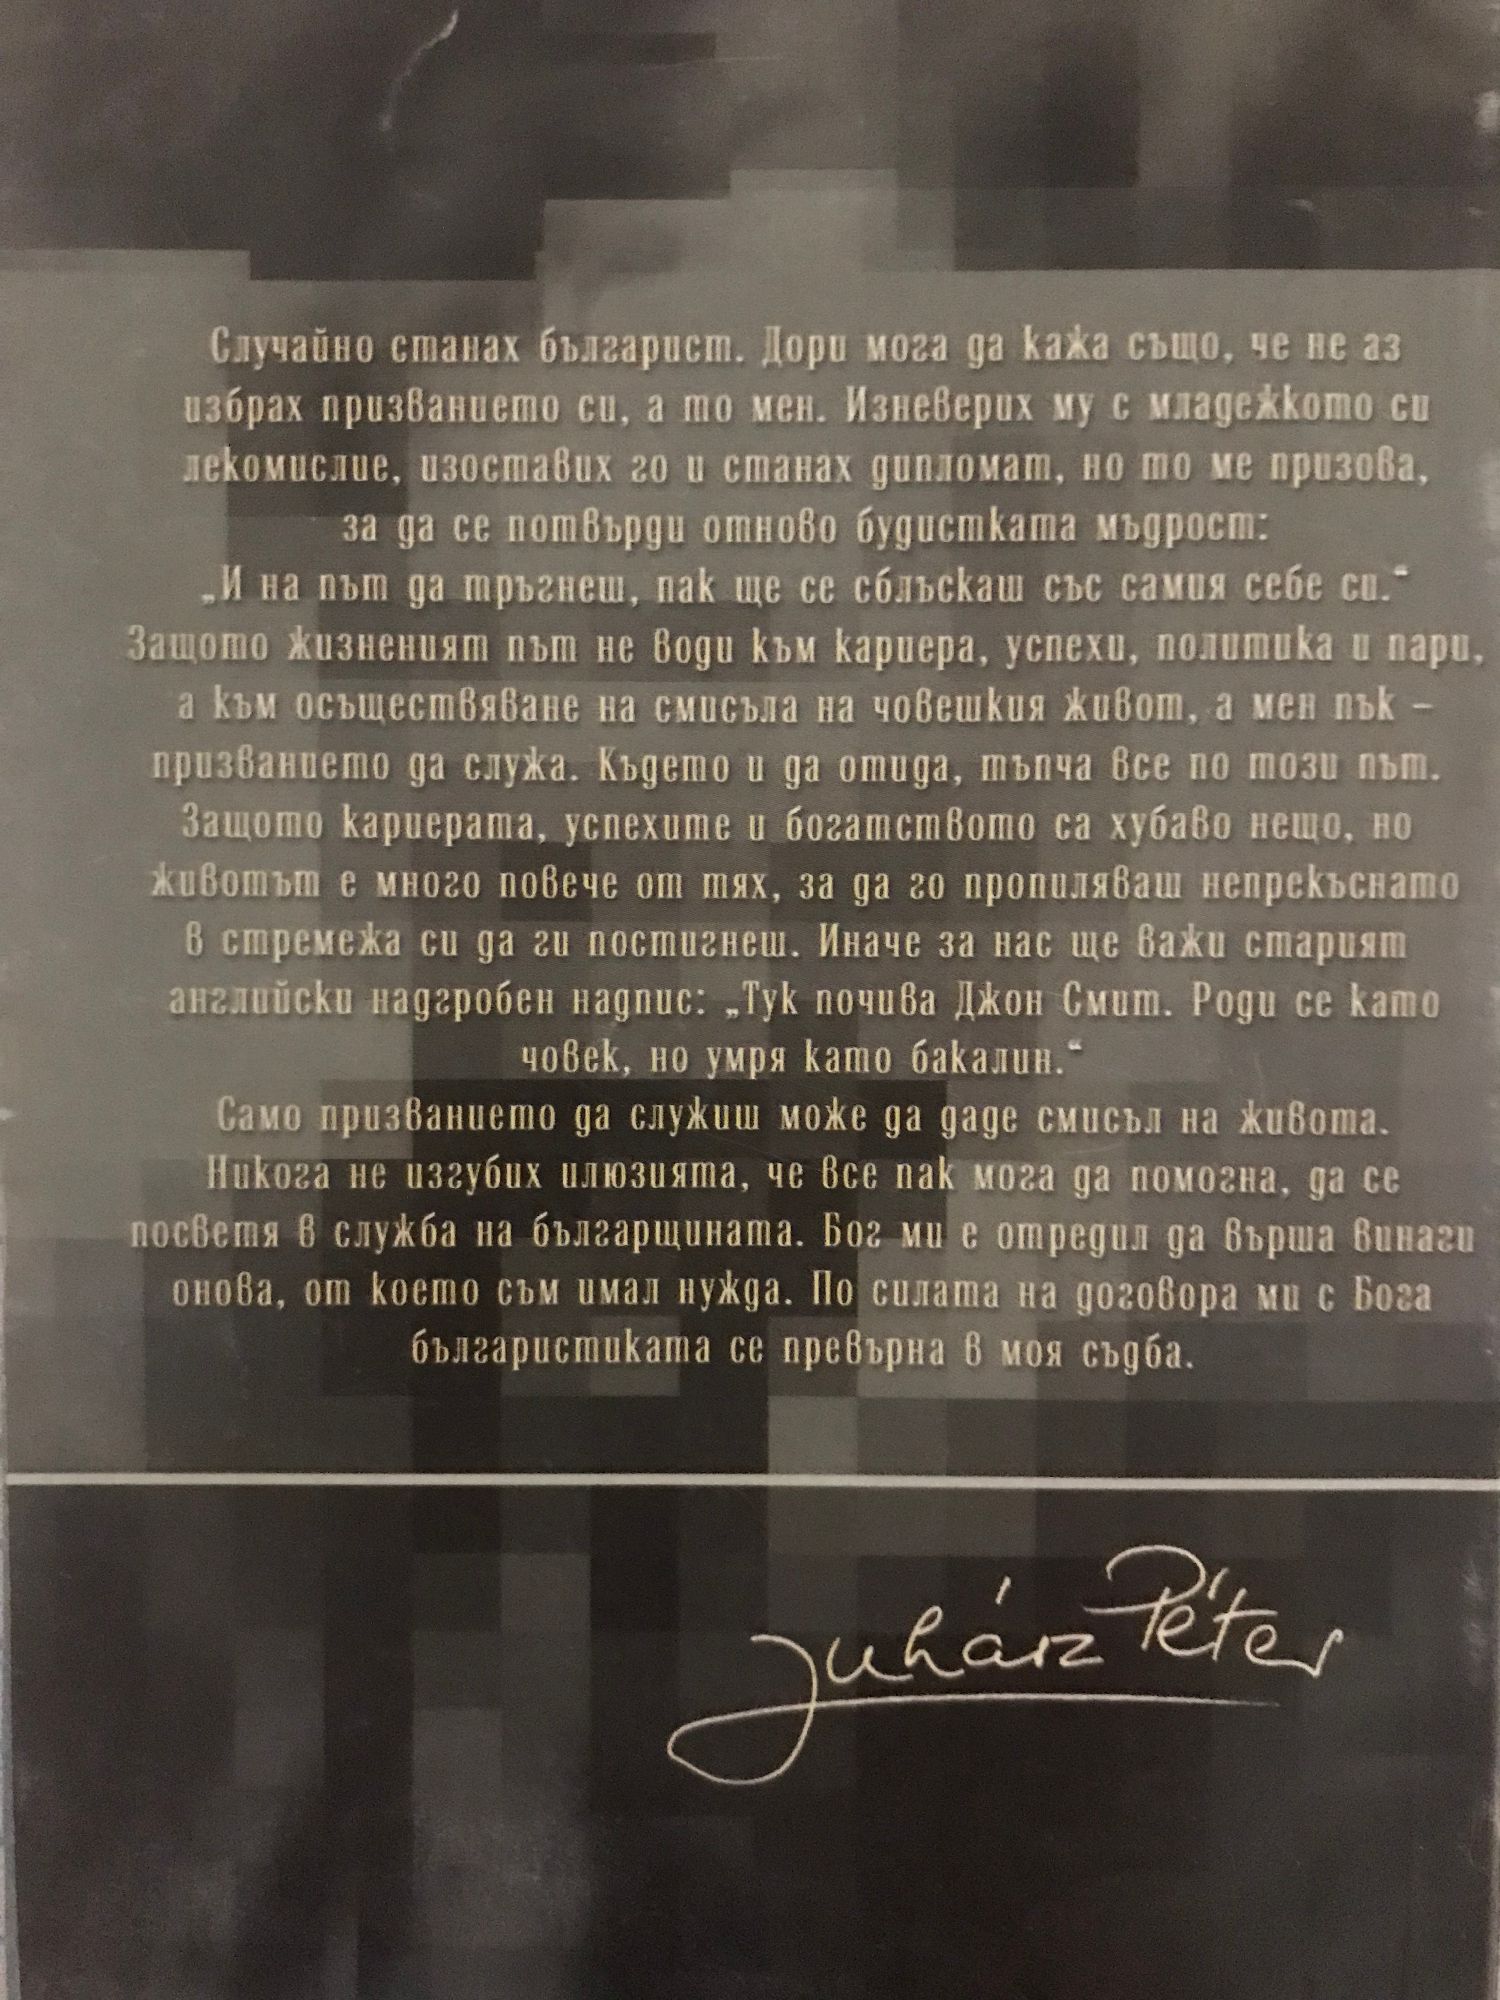 Случайно станах българист. Дори мога да кажа също, че не аз
избрах призванието си, а то мен. Изневерих му с младежкото си
лекомислие, изоставих го и станах дипломат, но то ме призова,
за да се потвърди отново будистката мъдрост:
„И на път да тръгнеш, пак ще се сблъскаш със самия себе си.“
Защото жизненият път не води към кариера, успехи, политика и пари,
а към осъществяване на смисъла на човешкия живот, а мен пък –
призванието да служа. Където и да отида, тъпча все по този път.
Защото кариерата, успехите и богатството са хубаво нещо, но
животът е много повече от тях, за да го пропиляваш непрекъснато
в стремежа си да ги постигнеш. Иначе за нас ще важи старият
английски надгробен надпис: „Тук почива Джон Смит. Роди се като
човек, но умря като бакалин.“
Само призванието да служиш може да даде смисъл на живота.
Никога не изгубих илюзията, че все пак мога да помогна, да се
посветя в служба на българщината. Бог ми е отредил да върша винаги
онова, от което съм имал нужда. По силата на договора ми с Бога
българистиката се превърна в моя съдба.
Juhász Péter